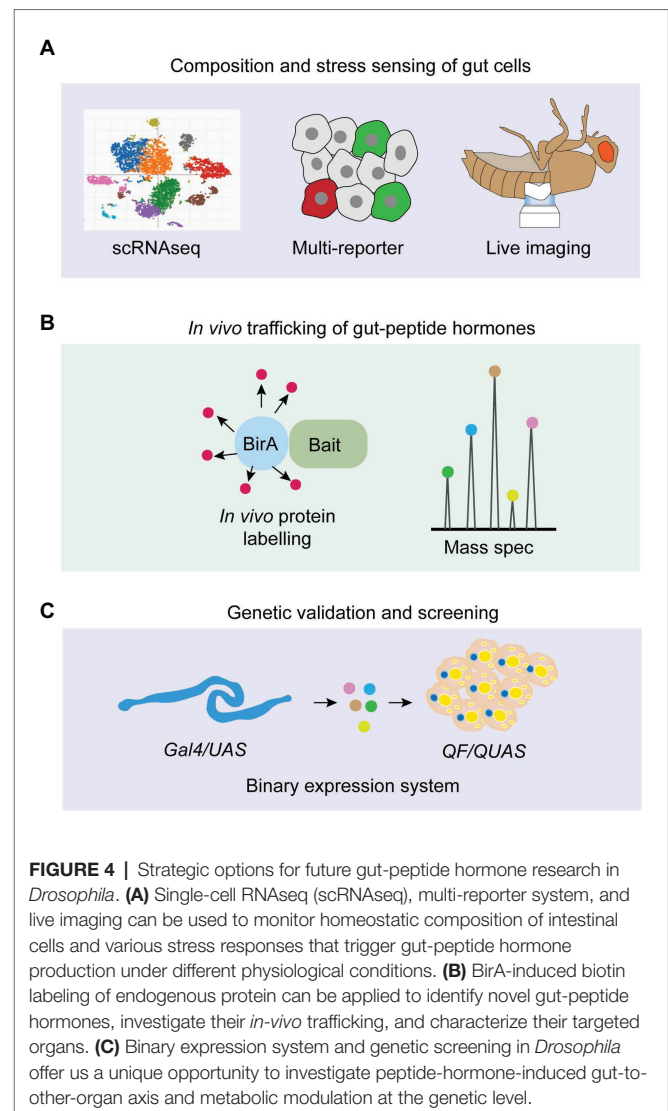 A
Composition and stress sensing of gut cells
scRNAseq
Multi-reporter
Live imaging
B
In vivo trafficking of gut-peptide hormones
BirA
Bait
In vivo protein
labelling
Mass spec
C
Genetic validation and screening
Gal4/UAS
QF/QUAS
Binary expression system
FIGURE 4 | Strategic options for future gut-peptide hormone research in
Drosophila. (A) Single-cell RNAseq (scRNAseq), multi-reporter system, and
live imaging can be used to monitor homeostatic composition of intestinal
cells and various stress responses that trigger gut-peptide hormone
production under different physiological conditions. (B) BirA-induced biotin
labeling of endogenous protein can be applied to identify novel gut-peptide
hormones, investigate their in-vivo trafficking, and characterize their targeted
organs. (C) Binary expression system and genetic screening in Drosophila
offer us a unique opportunity to investigate peptide-hormone-induced gut-to-
other-organ axis and metabolic modulation at the genetic level.